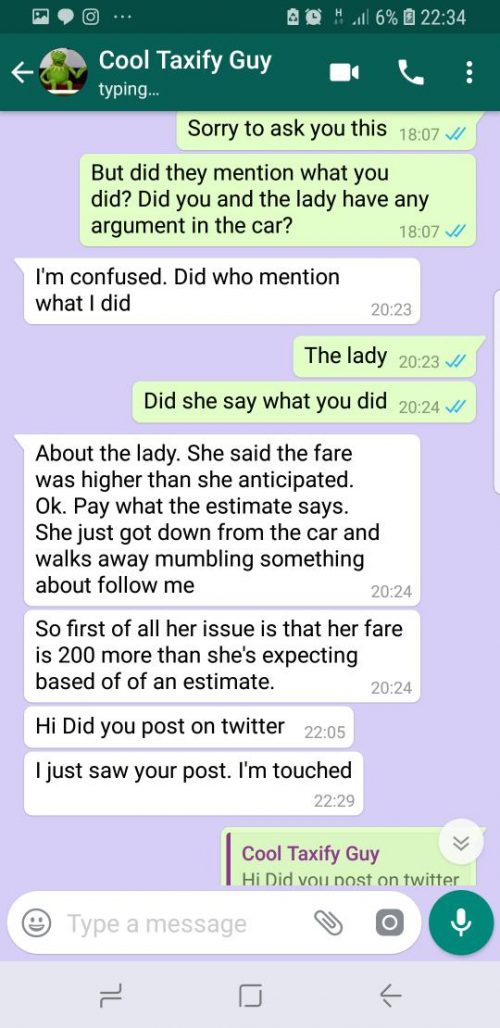 H 6% 22:34
Cool Taxify Guy
typing...
Sorry to ask you this 18:07
But did they mention what you
did? Did you and the lady have any
argument in the car?
18:07
I'm confused. Did who mention
what I did
20:23
The lady 20:23
Did she say what you did 20:24
About the lady. She said the fare
was higher than she anticipated.
Ok. Pay what the estimate says.
She just got down from the car and
walks away mumbling something
about follow me
20:24
So first of all her issue is that her fare
is 200 more than she's expecting
based of of an estimate.
20:24
Hi Did you post on twitter 22:05
I just saw your post. I'm touched
22:29
Cool Taxify Guy
Hi Did you post on twitter
Type a message